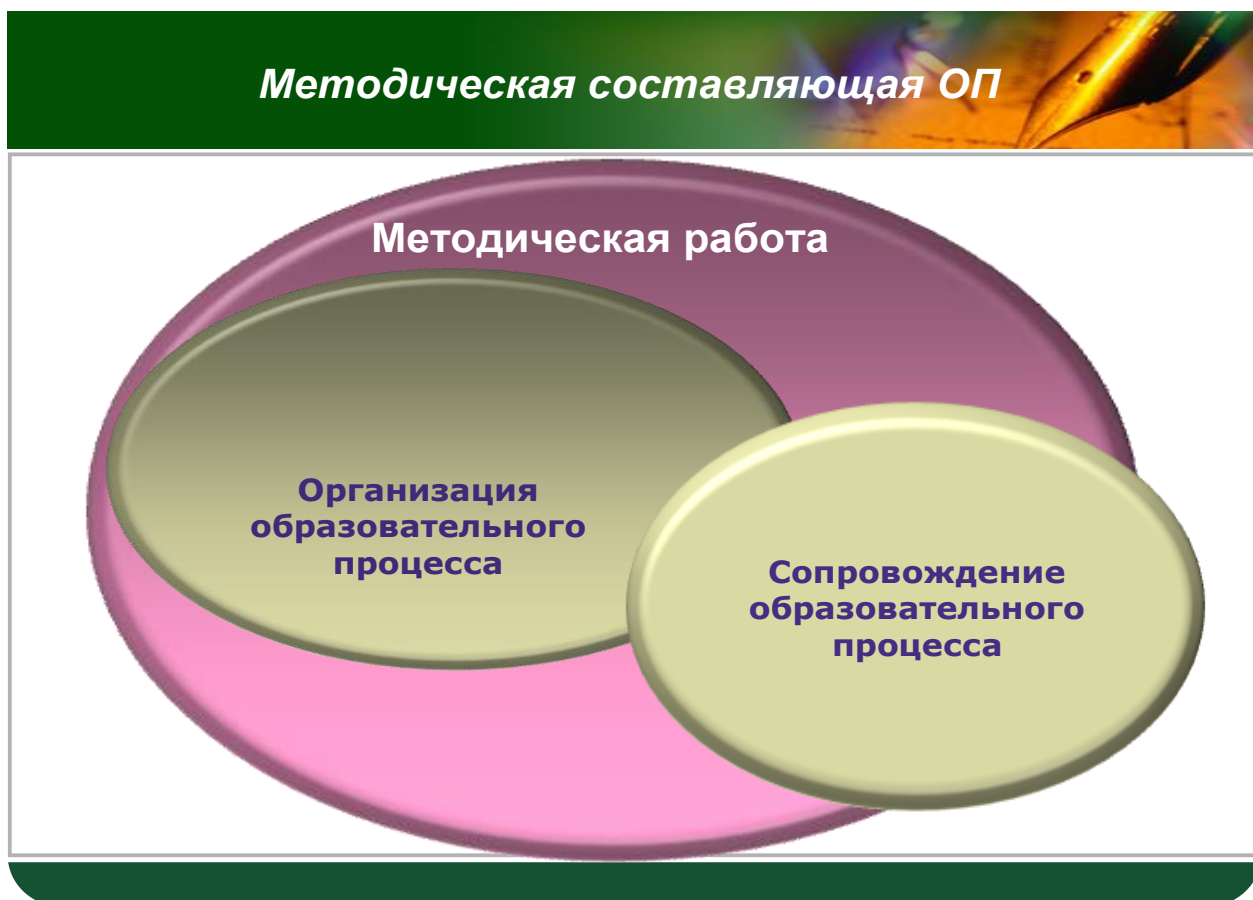 Методическая составляющая ОП
Методическая работа
Организация
образовательного
процесса
Сопровождение
образовательного
процесса